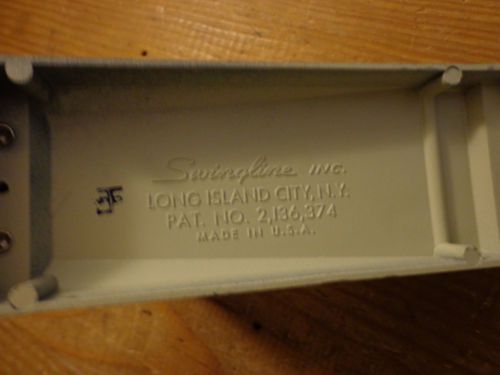 Swingline INC.
LONG ISLAND CITY, N.Y.
PAT. NO. 2,136,374
MADE IN U.S.A.